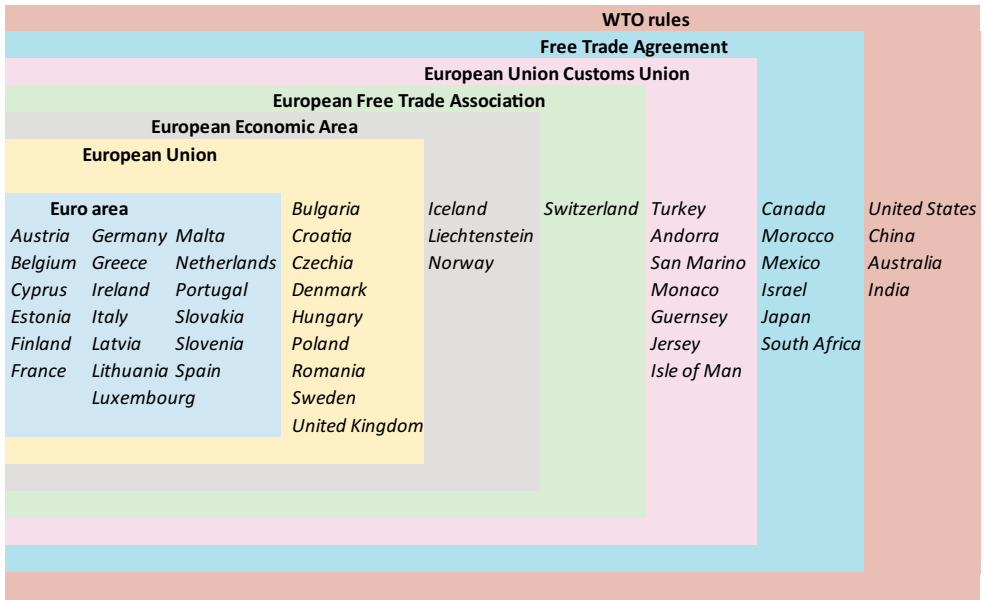 WTO rules
Free Trade Agreement
European Union Customs Union
European Free Trade Association
European Economic Area
European Union
Euro area Bulgaria Iceland Switzerland Turkey Canada United States
Austria Germany Malta Croatia Liechtenstein Andorra Morocco China
Belgium Greece Netherlands Czechia Norway San Marino Mexico Australia
Cyprus Ireland Portugal Denmark Monaco Israel India
Estonia Italy Slovakia Hungary Guernsey Japan
Finland Latvia Slovenia Poland Jersey South Africa
France Lithuania Spain Romania Isle of Man
Luxembourg Sweden
United Kingdom